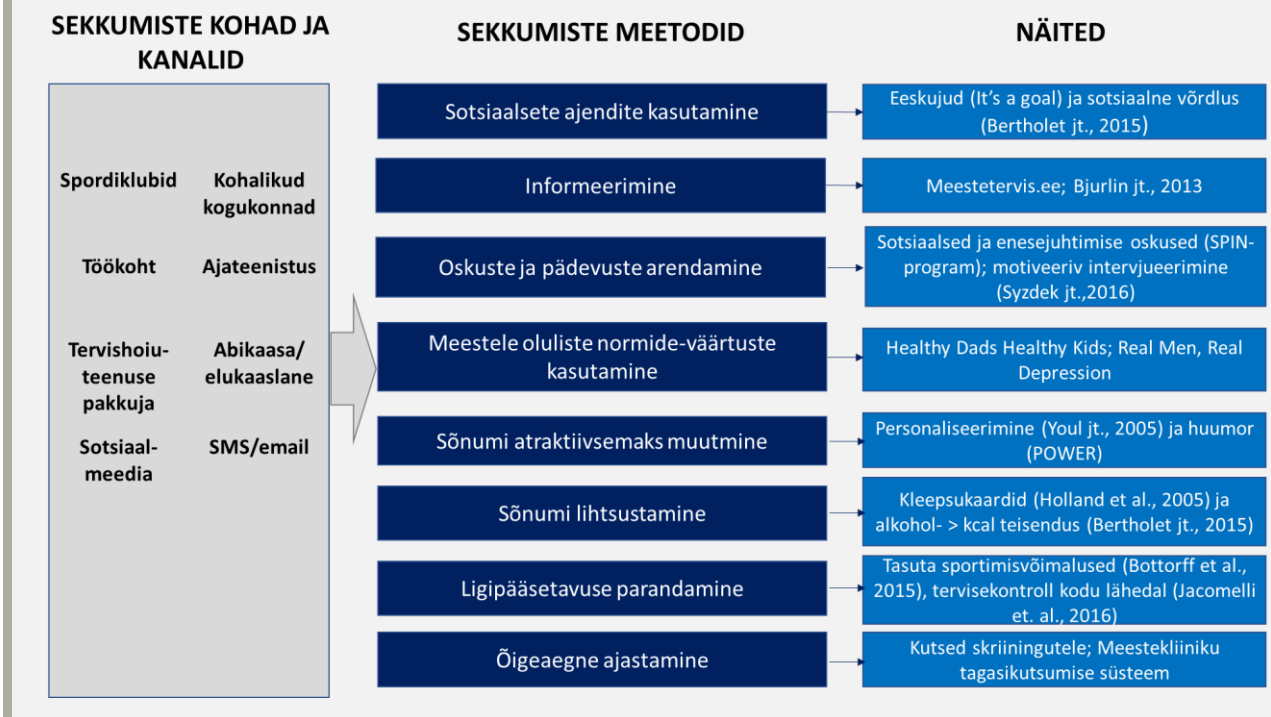 SEKKUMISTE KOHAD JA
KANALID
Spordiklubid
Kohalikud
kogukonnad
Töökoht
Ajateenistus
Tervishoiu-
teenuse
pakkuja
Abikaasa/
elukaaslane
Sotsiaal-
meedia
SMS/email
SEKKUMISTE MEETODID
NÄITED
Sotsiaalsete ajendite kasutamine
Eeskujud (It's a goal) ja sotsiaalne võrdlus
(Bertholet jt., 2015)
Informeerimine
Meestetervis.ee; Bjurlin jt., 2013
Oskuste ja pädevuste arendamine
Sotsiaalsed ja enesejuhtimise oskused (SPIN-
program); motiveeriv intervjueerimine
(Syzdek jt.,2016)
Meestele oluliste normide-väärtuste
kasutamine
Healthy Dads Healthy Kids; Real Men, Real
Depression
Sõnumi atraktiivsemaks muutmine
Personaliseerimine (Youl jt., 2005) ja huumor
(POWER)
Sõnumi lihtsustamine
Kleepsukaardid (Holland et al., 2005) ja
alkohol- > kcal teisendus (Bertholet jt., 2015)
Ligipääsetavuse parandamine
Tasuta sportimisvõimalused (Bottorff et al.,
2015), tervisekontroll kodu lähedal (Jacomelli
et. al., 2016)
Õigeaegne ajastamine
Kutsed skriiningutele; Meestekliiniku
tagasikutsumise süsteem